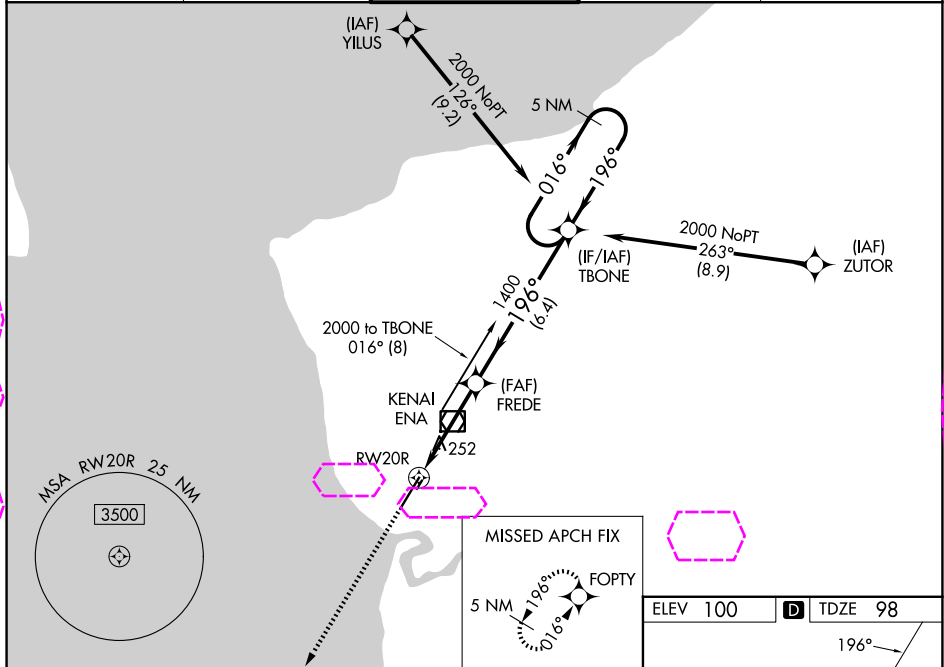 (IAF)
YILUS
2000 NoPT
126°
(9.2)
5 NM
016°
196°
2000 NoPT
263°
(8.9)
(IAF)
ZUTOR
(IF/IAF)
TBONE
1400
196°
(6.4)
2000 to TBONE
016° (8)
(FAF)
FREDE
KENAI
ENA
252
RW20R
MSA RW20R 25 NM
3500
MISSED APCH FIX
FOPTY
196°
5 NM
016°
ELEV 100
D
TDZE 98
196°